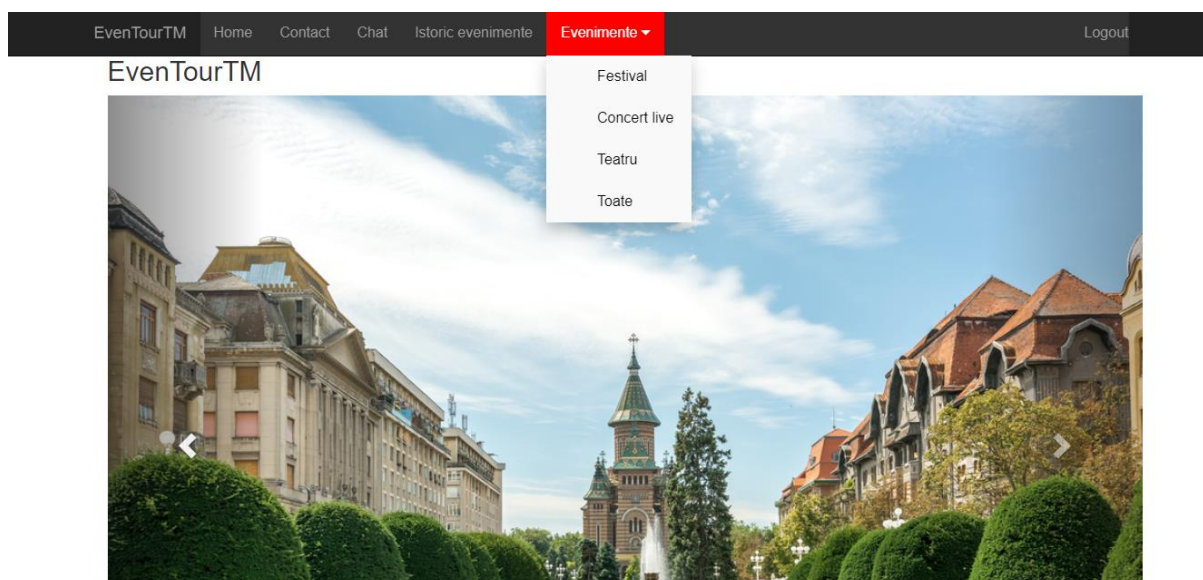 EvenTourTM Home Contact Chat Istoric evenimente Evenimente Logout
EvenTourTM
Festival
Concert live
Teatru
Toate